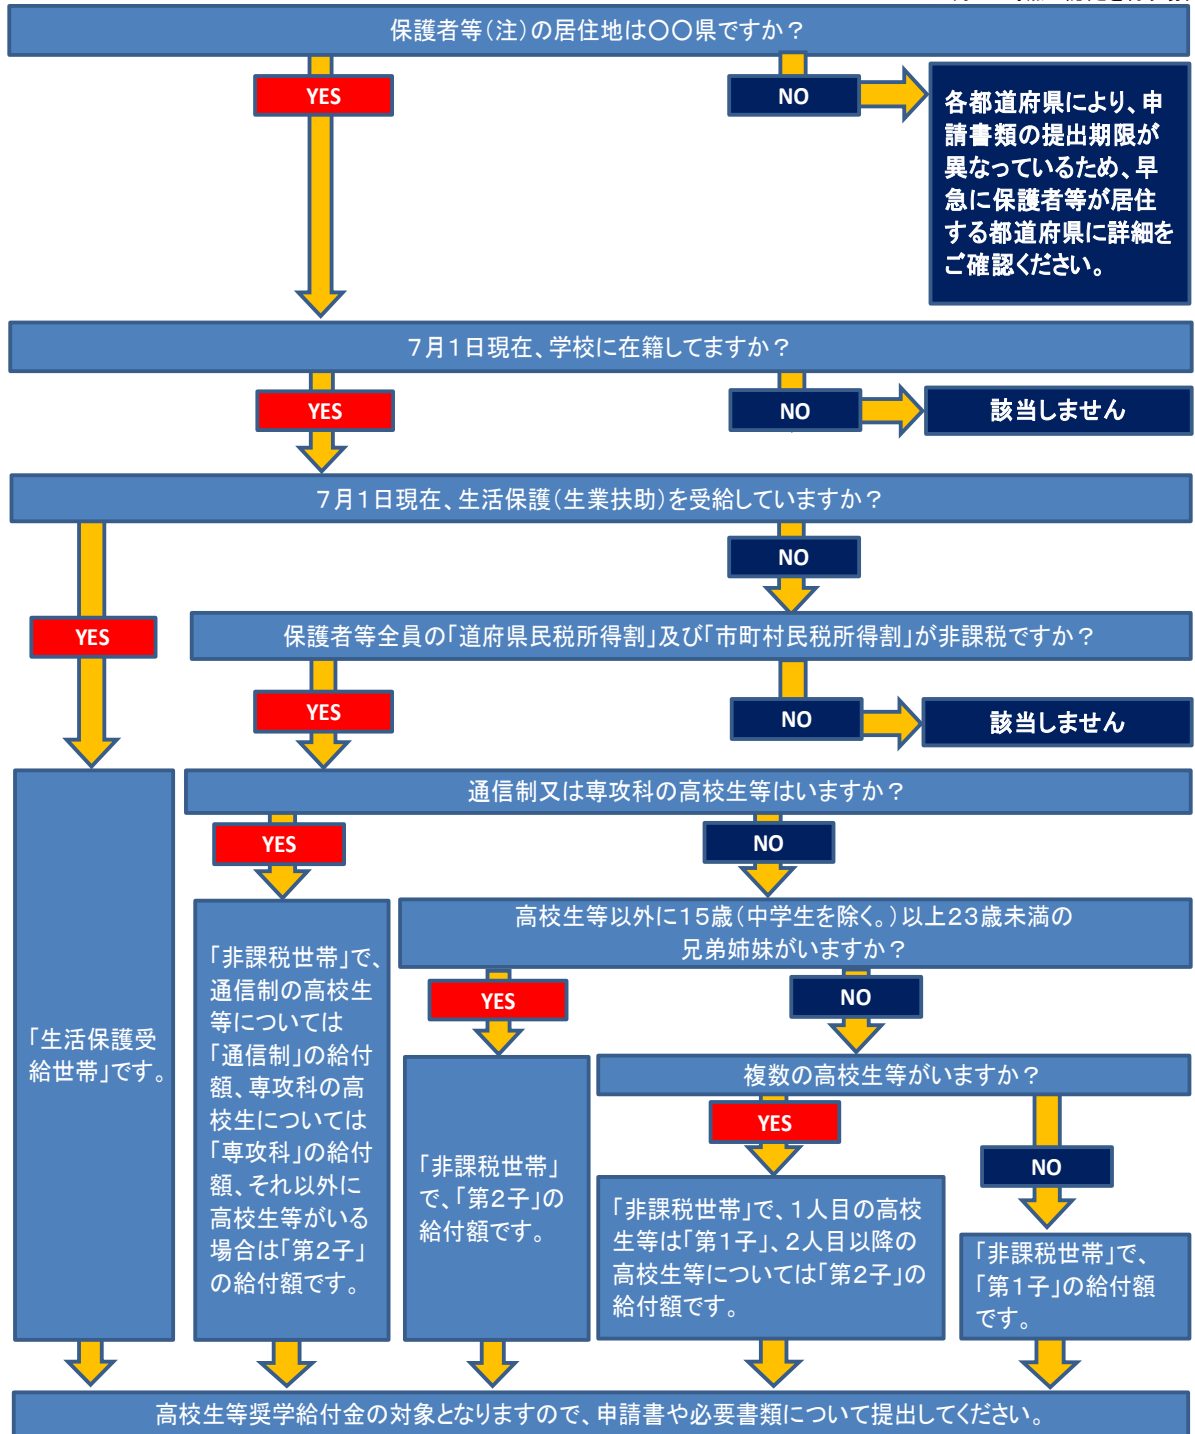 保護者等(注)の居住地は〇〇県ですか？
YES
NO
各都道府県により、申
請書類の提出期限が
異なっているため、早
急に保護者等が居住
する都道府県に詳細を
ご確認ください。
７月１日現在、学校に在籍してますか？
YES
NO
該当しません
７月１日現在、生活保護（生業扶助）を受給していますか？
NO
YES
保護者等全員の「道府県民税所得割」及び「市町村民税所得割」が非課税ですか？
YES
NO
該当しません
通信制又は専攻科の高校生等はいますか？
YES
NO
高校生等以外に１５歳（中学生を除く。）以上２３歳未満の
兄弟姉妹がいますか？
YES
NO
「生活保護受
給世帯」です。
「非課税世帯」で、
通信制の高校生
等については
「通信制」の給付
額、専攻科の高
校生については
「専攻科」の給付
額、それ以外に
高校生等がいる
場合は「第２子」
の給付額です。
複数の高校生等がいますか？
YES
NO
「非課税世帯」
で、「第２子」の
給付額です。
「非課税世帯」で、１人目の高校
生等は「第１子」、２人目以降の
高校生等については「第２子」の
給付額です。
「非課税世帯」で、
「第１子」の給付額
です。
高校生等奨学給付金の対象となりますので、申請書や必要書類について提出してください。